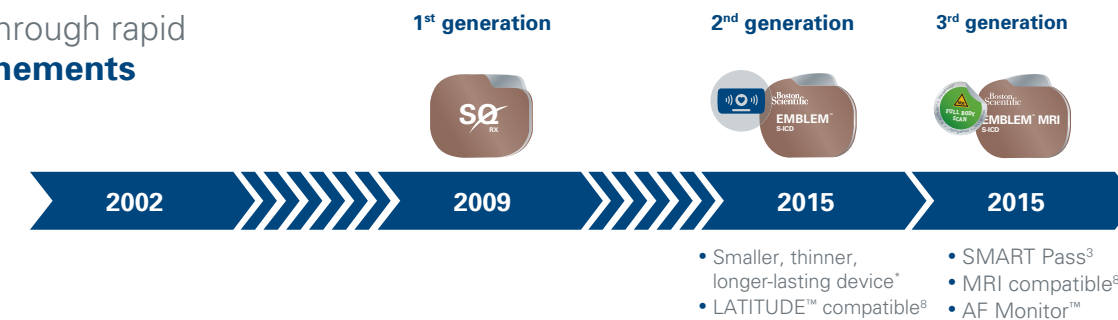 hrough rapid
nements
1st generation
2nd generation
3rd generation
SQ
RX
Boston
Scientific
EMBLEM™
S-ICD
FULL BODY
SCAN
Boston
Scientific
EMBLEM™ MRI
S-ICD
2002
2009
2015
2015
• Smaller, thinner,
longer-lasting device*
• LATITUDE™ compatible8
• SMART Pass3
• MRI compatible8
• AF Monitor™